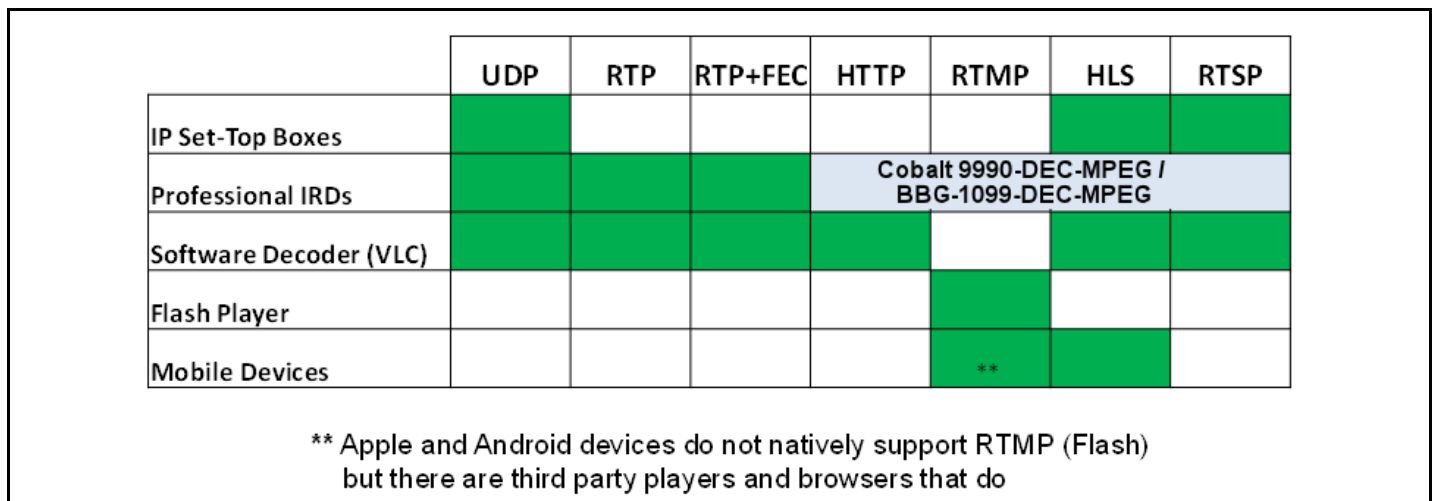 UDP RTP RTP+FEC HTTP RTMP HLS RTSP
IP Set-Top Boxes
Professional IRDs
Cobalt 9990-DEC-MPEG /
BBG-1099-DEC-MPEG
Software Decoder (VLC)
Flash Player
Mobile Devices **
** Apple and Android devices do not natively support RTMP (Flash)
but there are third party players and browsers that do